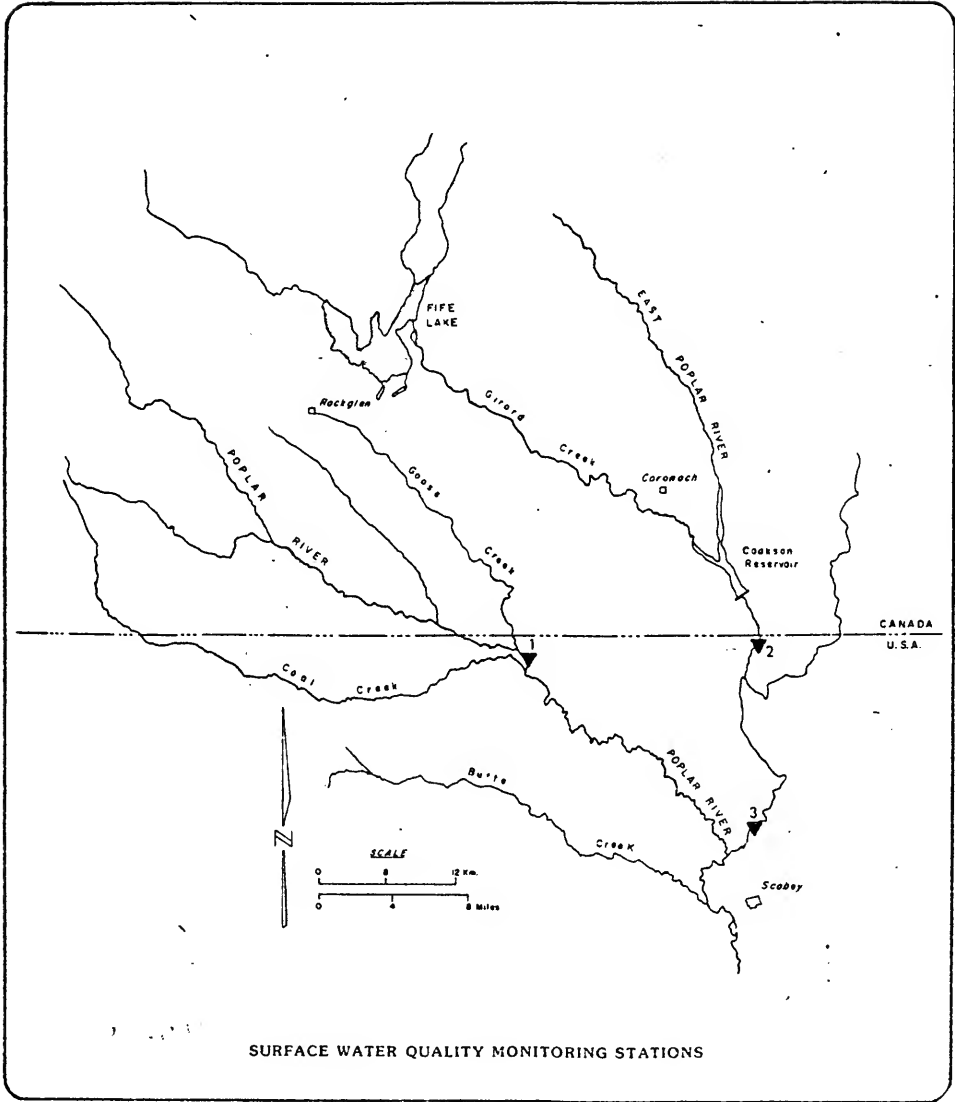 FIFE
LAKE
EAST
POPLAR
RIVER
Rockglen
Girard
Creek
Goose
Creek
Coronach
POPLAR
RIVER
Cookson
Reservoir
CANADA
U.S.A.
1
2
Coal
Creek
POPLAR RIVER
Butte
Creek
3
N
SCALE
0 8 12 Km.
0 4 8 Miles
Scobey
SURFACE WATER QUALITY MONITORING STATIONS